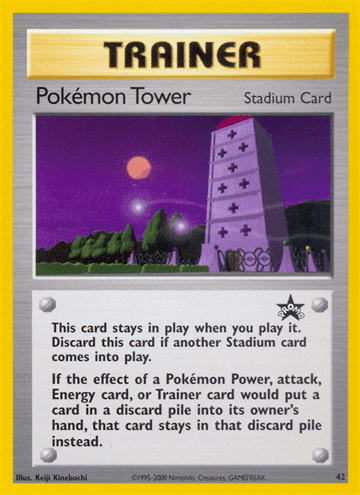 TRAINER
Pokémon Tower Stadium Card
PROMO
This card stays in play when you play it.
Discard this card if another Stadium card
comes into play.
If the effect of a Pokémon Power, attack,
Energy card, or Trainer card would put a
card in a discard pile into its owner's
hand, that card stays in that discard pile
instead.
Illus. Keiji Kinebuchi ©1995-2000 Nintendo, Creatures, GAMEFREAK. 42